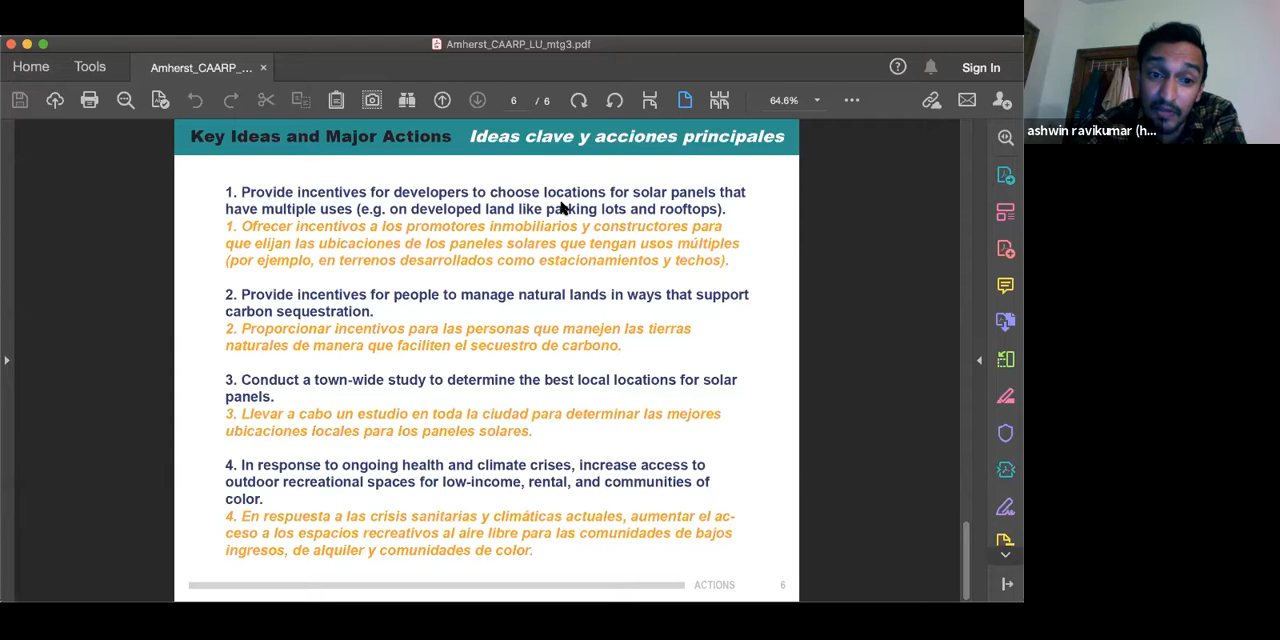 Amherst_CAARP_LU_mtg3.pdf
Home Tools Amherst_CAARP_... × Sign In
6 / 6 64.6%
ashwin ravikumar (h...
Key Ideas and Major Actions Ideas clave y acciones principales
1. Provide incentives for developers to choose locations for solar panels that
have multiple uses (e.g. on developed land like parking lots and rooftops).
1. Ofrecer incentivos a los promotores inmobiliarios y constructores para
que elijan las ubicaciones de los paneles solares que tengan usos múltiples
(por ejemplo, en terrenos desarrollados como estacionamientos y techos).
2. Provide incentives for people to manage natural lands in ways that support
carbon sequestration.
2. Proporcionar incentivos para las personas que manejen las tierras
naturales de manera que faciliten el secuestro de carbono.
3. Conduct a town-wide study to determine the best local locations for solar
panels.
3. Llevar a cabo un estudio en toda la ciudad para determinar las mejores
ubicaciones locales para los paneles solares.
4. In response to ongoing health and climate crises, increase access to
outdoor recreational spaces for low-income, rental, and communities of
color.
4. En respuesta a las crisis sanitarias y climáticas actuales, aumentar el ac-
ceso a los espacios recreativos al aire libre para las comunidades de bajos
ingresos, de alquiler y comunidades de color.
ACTIONS 6